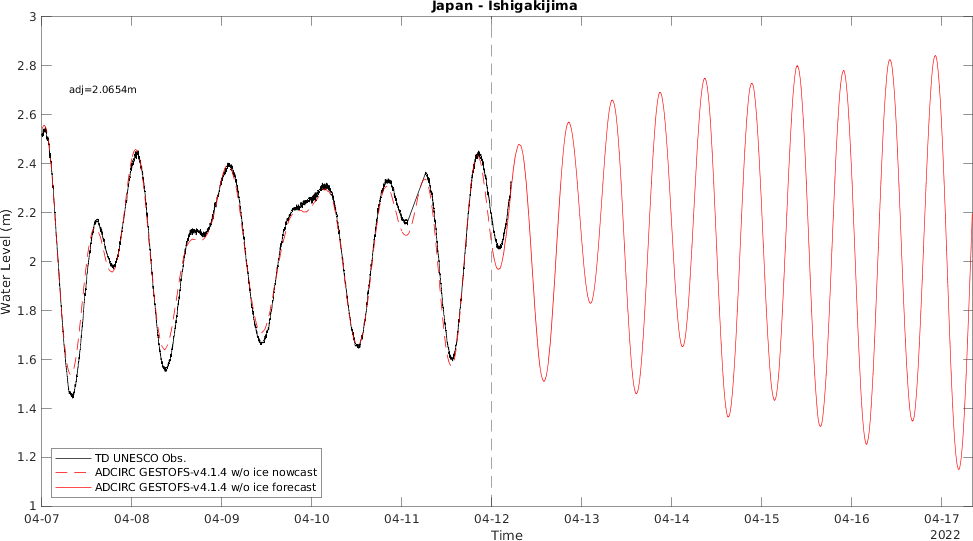 Japan - Ishigakijima
3
2.8
2.6
2.4
2.2
2
1.8
1.6
1.4
1.2
1
Water Level (m)
adj=2.0654m
TD UNESCO Obs.
ADCIRC GESTOFS-v4.1.4 w/o ice nowcast
ADCIRC GESTOFS-v4.1.4 w/o ice forecast
04-07 04-08 04-09 04-10 04-11 04-12 04-13 04-14 04-15 04-16 04-17
Time
2022